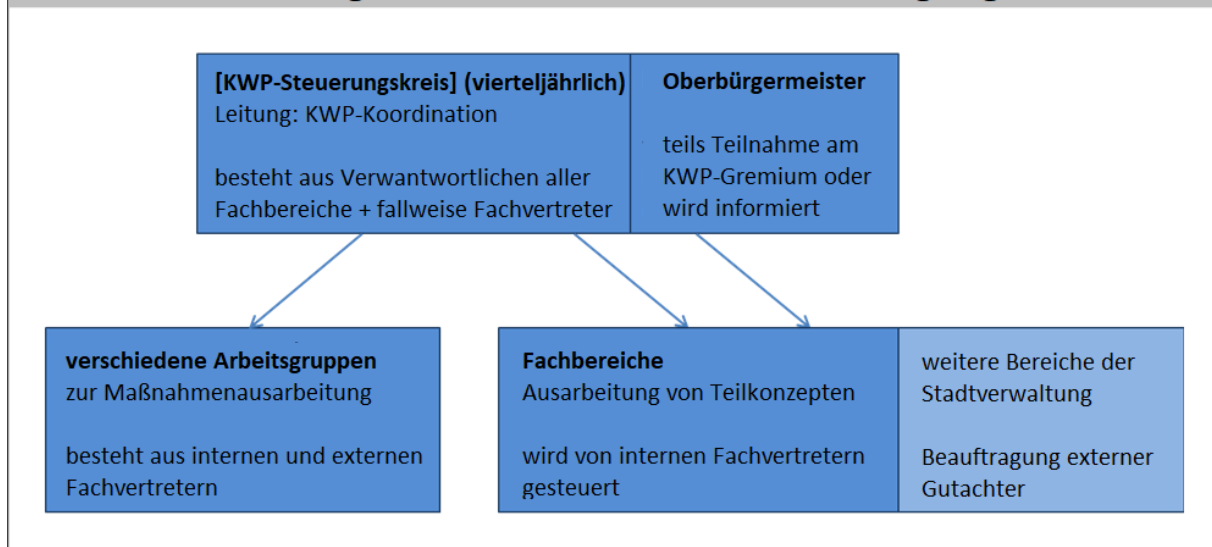 [KWP-Steuerungskreis] (vierteljährlich)
Leitung: KWP-Koordination
besteht aus Verwantwortlichen aller
Fachbereiche + fallweise Fachvertreter
Oberbürgermeister
teils Teilnahme am
KWP-Gremium oder
wird informiert
verschiedene Arbeitsgruppen
zur Maßnahmenausarbeitung
besteht aus internen und externen
Fachvertretern
Fachbereiche
Ausarbeitung von Teilkonzepten
wird von internen Fachvertretern
gesteuert
weitere Bereiche der
Stadtverwaltung
Beauftragung externer
Gutachter